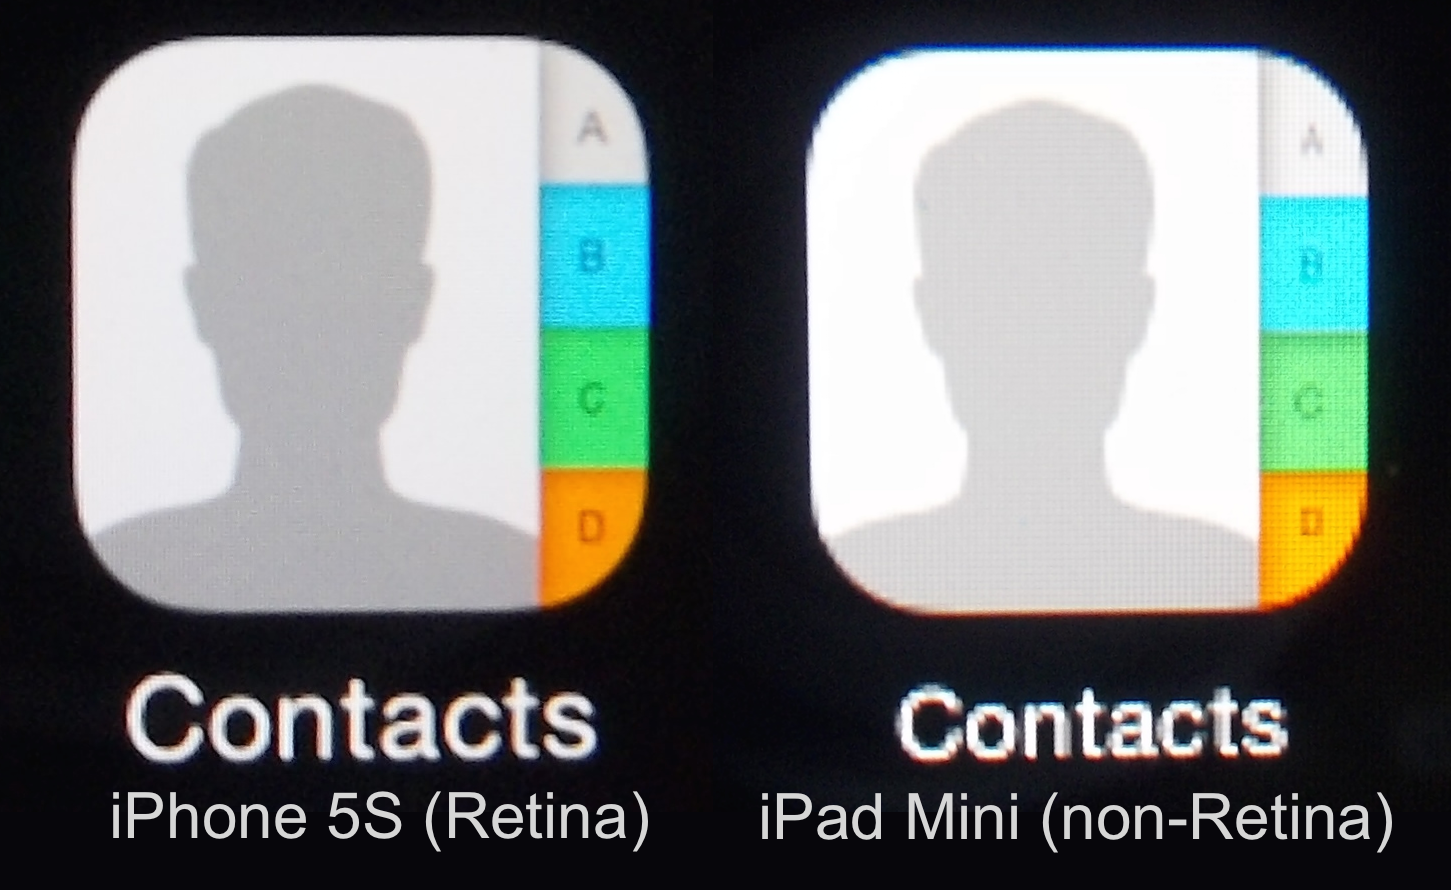 A
B
C
D
Contacts
iPhone 5S (Retina)
A
B
C
D
Contacts
iPad Mini (non-Retina)